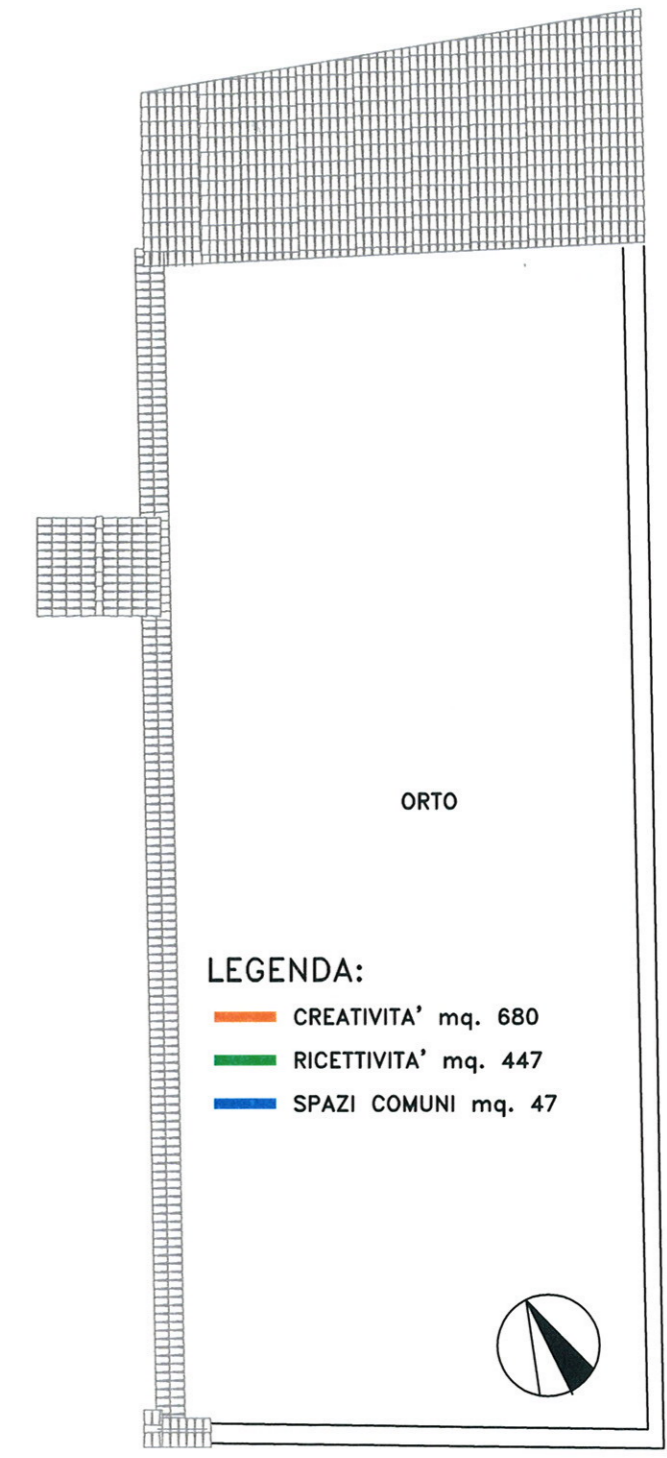 ORTO
LEGENDA:
CREATIVITA' mq. 680
RICETTIVITA' mq. 447
SPAZI COMUNI mq. 47